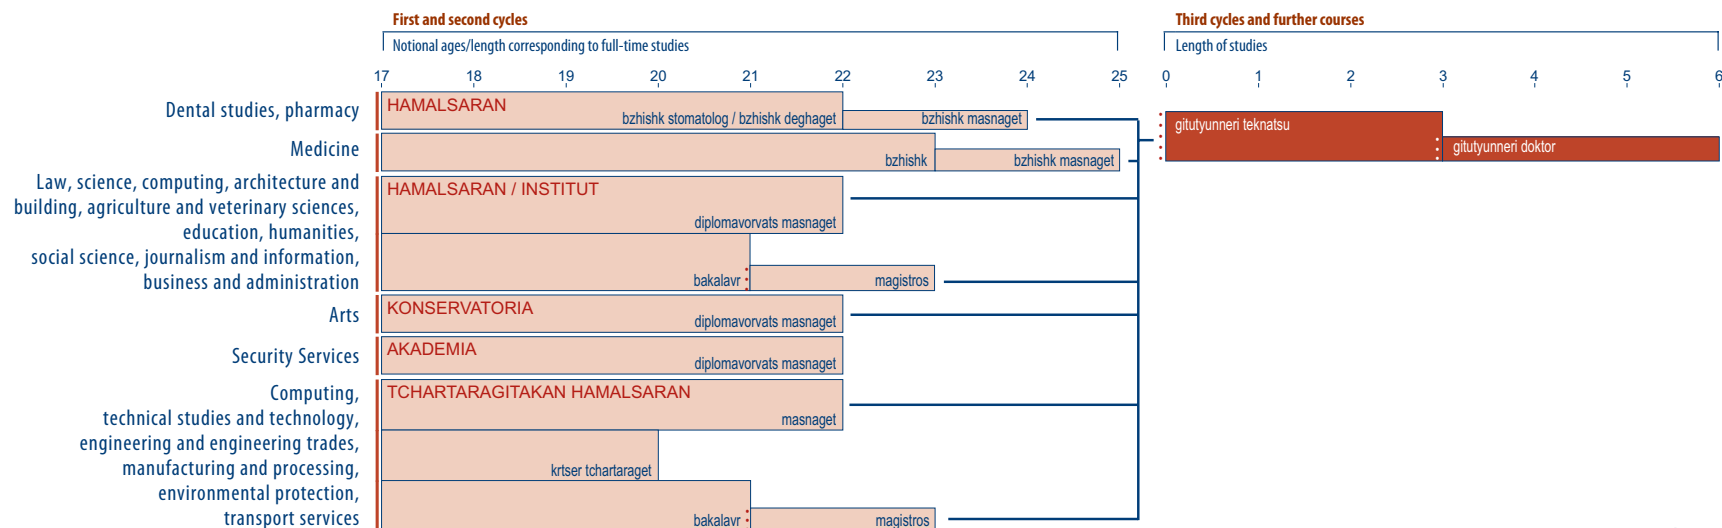 First and second cycles
Third cycles and further courses
Notional ages/length corresponding to full-time studies
Length of studies
17 18 19 20 21 22 23 24 25
0 1 2 3 4 5 6
Dental studies, pharmacy
HAMALSARAN
bzhishk stomatolog / bzhishk deghaget
bzhishk masnaget
gitutyunneri teknatsu
gitutyunneri doktor
Medicine
bzhishk
bzhishk masnaget
Law, science, computing, architecture and
building, agriculture and veterinary sciences,
education, humanities,
social science, journalism and information,
business and administration
HAMALSARAN / INSTITUT
diplomavorvats masnaget
bakalavr
magistros
Arts
KONSERVATORIA
diplomavorvats masnaget
Security Services
AKADEMIA
diplomavorvats masnaget
Computing,
technical studies and technology,
engineering and engineering trades,
manufacturing and processing,
environmental protection,
transport services
TCHARTARAGITAKAN HAMALSARAN
masnaget
krtser tchartaraget
bakalavr
magistros